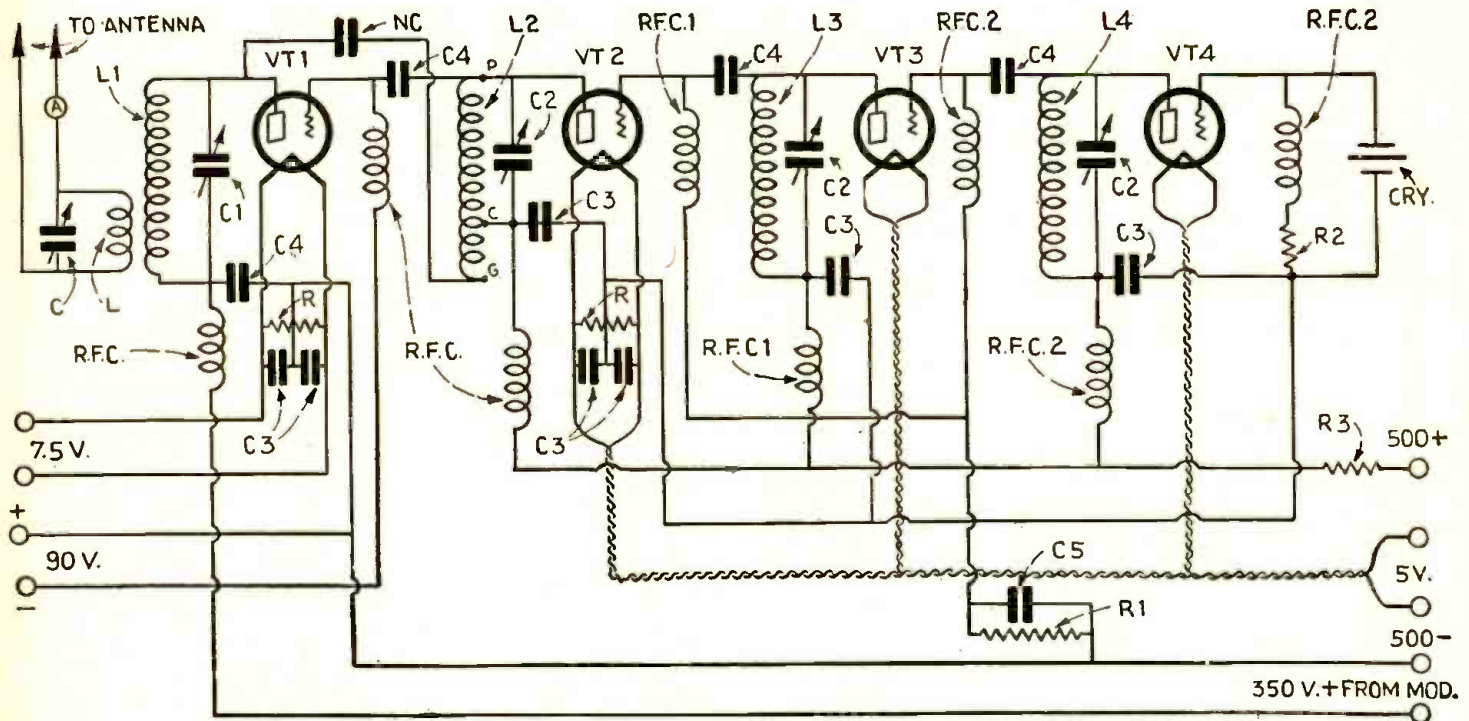 TO ANTENNA
NC
L2
R.F.C.1
L3
RFC.2
L4
R.F.C.2
L1
VT1
C4
P
VT2
C4
VT3
C4
VT4
A
C2
C1
C2
C2
CRY.
C
C3
C3
C3
R2
C4
G
C
L
R
R
R.F.C.
R.F.C.
R.F.C1
R.F.C.2
C3
C3
R3
500+
7.5 V.
+
90 V.
-
C5
5V.
R1
500-
350 V.+FROM MOD.